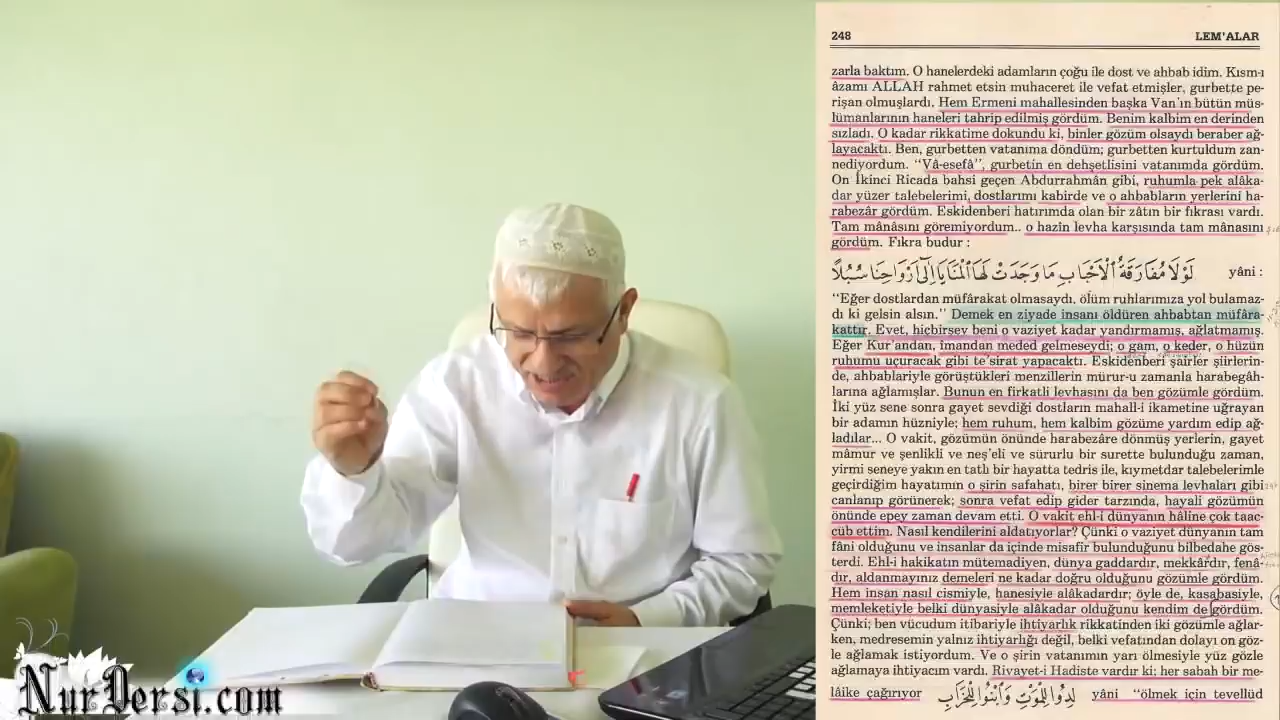 248 LEM'ALAR
zarla baktım. O hanelerdeki adamların çoğu ile dost ve ahbab idim. Kısm-ı
âzamı ALLAH rahmet etsin muhaceret ile vefat etmişler, gurbette pe-
rişan olmuşlardı. Hem Ermeni mahallesinden başka Van'ın bütün müs-
lümanlarının haneleri tahrip edilmiş gördüm. Benim kalbim en derinden
sızladı. O kadar rikkatime dokundu ki, binler gözüm olsaydı beraber ağ-
layacaktı. Ben, gurbetten vatanıma döndüm; gurbetten kurtuldum zan-
nediyordum. "Vâ-esefâ", gurbetin en dehşetlisini vatanımda gördüm.
On İkinci Ricada bahsi geçen Abdurrahmân gibi, ruhumla pek alâka-
dar yüzer talebelerimi, dostlarımı kabirde ve o ahbabların yerlerini ha-
rabezâr gördüm. Eskidenberi hatırımda olan bir zâtın bir fıkrası vardı.
Tam mânâsını göremiyordum.. o hazîn levha karşısında tam mânasını
gördüm. Fıkra budur :
لَوْلَا مُفَارَقَةُ الْاَحْبَابِ مَا وَجَدَتْ لَهَا الْمَنَايَا اِلٰى اَرْوَاحِنَا سُبُلًا yâni :
"Eğer dostlardan müfârakat olmasaydı, ölüm ruhlarımıza yol bulamaz-
dı ki gelsin alsın." Demek en ziyade insanı öldüren ahbabtan müfâra-
kattır. Evet, hiçbirşey beni o vaziyet kadar yandırmamış, ağlatmamış.
Eğer Kur'andan, imandan meded gelmeseydi; o gam, o keder, o hüzün
ruhumu uçuracak gibi te'sirat yapacaktı. Eskidenberi şairler şiirlerin-
de, ahbablariyle görüştükleri menzillerin mürur-u zamanla harabegâh-
larına ağlamışlar. Bunun en firkatli levhasını da ben gözümle gördüm.
İki yüz sene sonra gayet sevdiği dostların mahall-i ikametine uğrayan
bir adamın hüzniyle; hem ruhum, hem kalbim gözüme yardım edip ağ-
ladılar... O vakit, gözümün önünde harabezâre dönmüş yerlerin, gayet
mâmur ve şenlikli ve neş'eli ve sürurlu bir surette bulunduğu zaman,
yirmi seneye yakın en tatlı bir hayatta tedris ile, kıymetdar talebelerimle
geçirdiğim hayatımın o şirin safahatı, birer birer sinema levhaları gibi
canlanıp görünerek; sonra vefat edip gider tarzında, hayali gözümün
önünde epey zaman devam etti. O vakit ehl-i dünyanın hâline çok taac-
cüb ettim. Nasıl kendilerini aldatıyorlar? Çünki o vaziyet dünyanın tam
fâni olduğunu ve insanlar da içinde misafir bulunduğunu bilbedahe gös-
terdi. Ehl-i hakikatın mütemadiyen, dünya gaddardır, mekkârdır, fenâ-
dır, aldanmayınız demeleri ne kadar doğru olduğunu gözümle gördüm.
Hem insan nasıl cismiyle, hanesiyle alâkadardır; öyle de, kasabasiyle,
memleketiyle belki dünyasiyle alâkadar olduğunu kendim de gördüm.
Çünki; ben vücudum itibariyle ihtiyarlık rikkatinden iki gözümle ağlar-
ken, medresemin yalnız ihtiyarlığı değil, belki vefatından dolayı on göz-
le ağlamak istiyordum. Ve o şirin vatanımın yarı ölmesiyle yüz gözle
ağlamaya ihtiyacım vardı. Rivayet-i Hadiste vardır ki; her sabah bir me-
lâike çağırıyor لِدُوا لِلْمَوْتِ وَابْنُوا لِلْخَرَابِ yâni "ölmek için tevellüd
NurDersi.com